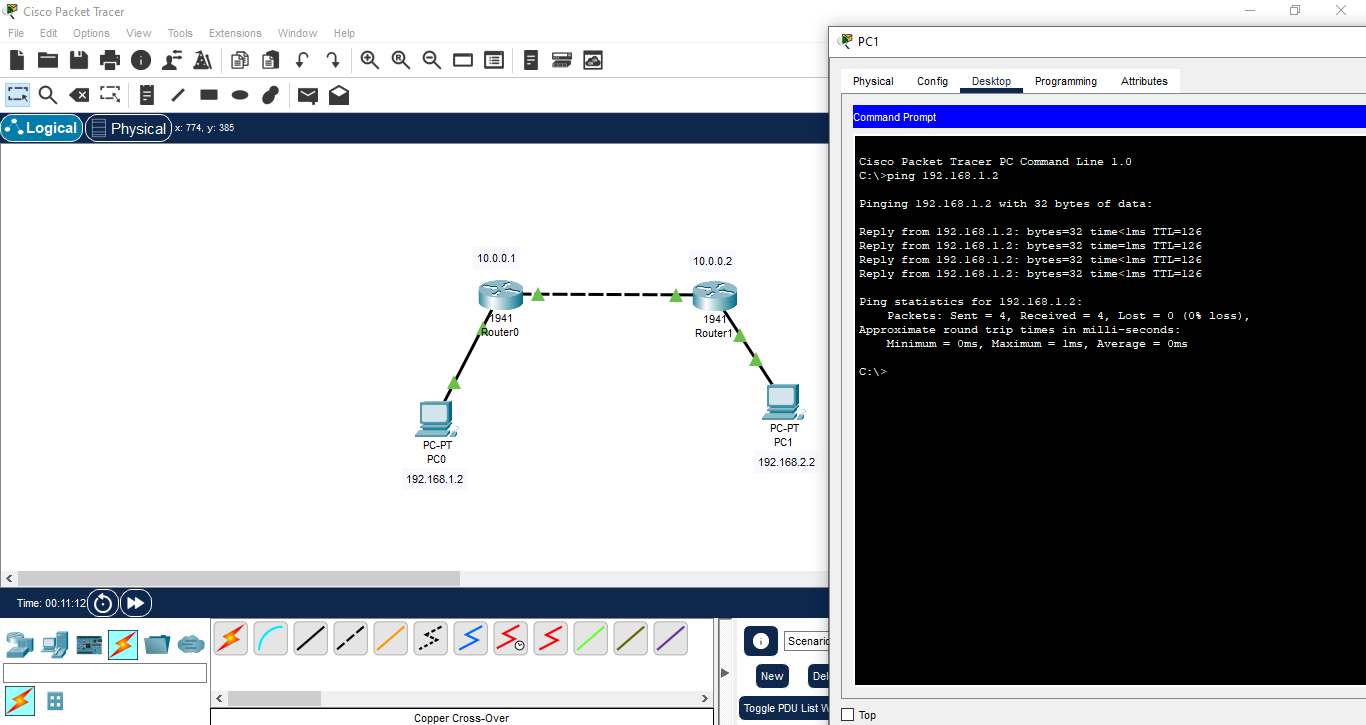 Cisco Packet Tracer
File Edit Options View Tools Extensions Window Help
Logical
Physical
x: 774, y: 385
10.0.0.1
10.0.0.2
1941
Router0
1941
Router1
PC-PT
PC0
192.168.1.2
PC-PT
PC1
192.168.2.2
Time: 00:11:12
Copper Cross-Over
Scenario
New
Toggle PDU List
PC1
Physical Config Desktop Programming Attributes
Command Prompt
Cisco Packet Tracer PC Command Line 1.0
C:\>ping 192.168.1.2
Pinging 192.168.1.2 with 32 bytes of data:
Reply from 192.168.1.2: bytes=32 time<1ms TTL=126
Reply from 192.168.1.2: bytes=32 time<1ms TTL=126
Reply from 192.168.1.2: bytes=32 time<1ms TTL=126
Reply from 192.168.1.2: bytes=32 time<1ms TTL=126
Ping statistics for 192.168.1.2:
Packets: Sent = 4, Received = 4, Lost = 0 (0% loss),
Approximate round trip times in milli-seconds:
Minimum = 0ms, Maximum = 1ms, Average = 0ms
C:\>
Top